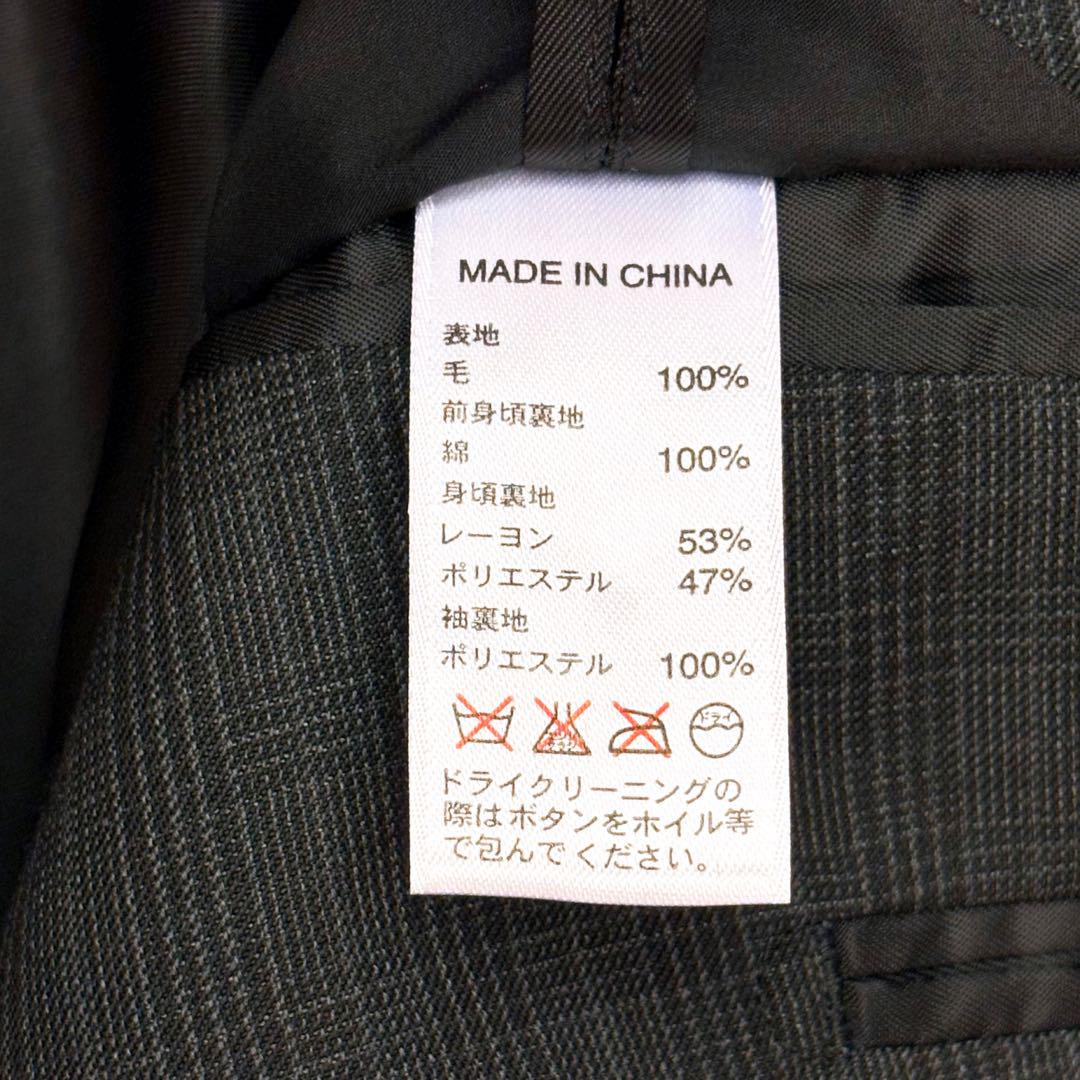 MADE IN CHINA
表地
毛 100%
前身頃裏地
綿 100%
身頃裏地
レーヨン 53%
ポリエステル 47%
袖裏地
ポリエステル 100%
ドライ
ドライクリーニングの
際はボタンをホイル等
で包んでください。